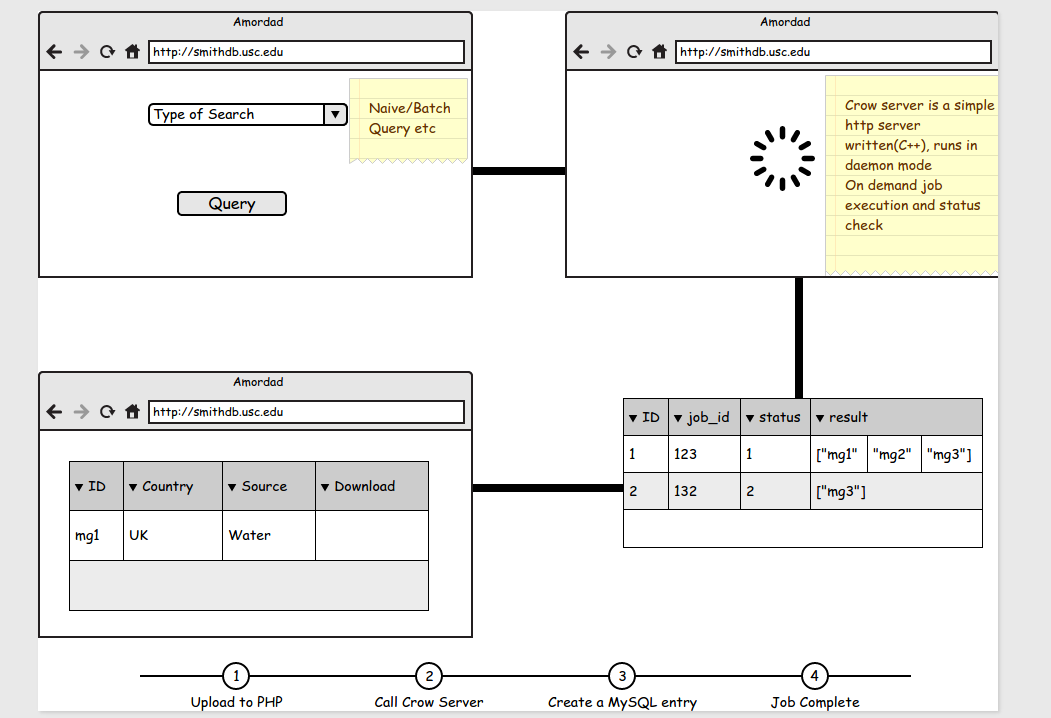 Amordad
http://smithdb.usc.edu
Type of Search
Naive/Batch
Query etc
Query
Amordad
http://smithdb.usc.edu
Crow server is a simple
http server
written(C++), runs in
daemon mode
On demand job
execution and status
check
Amordad
http://smithdb.usc.edu
ID Country Source Download
mg1 UK Water
ID job_id status result
1 123 1 ["mg1" "mg2" "mg3"]
2 132 2 ["mg3"]
1 2 3 4
Upload to PHP Call Crow Server Create a MySQL entry Job Complete